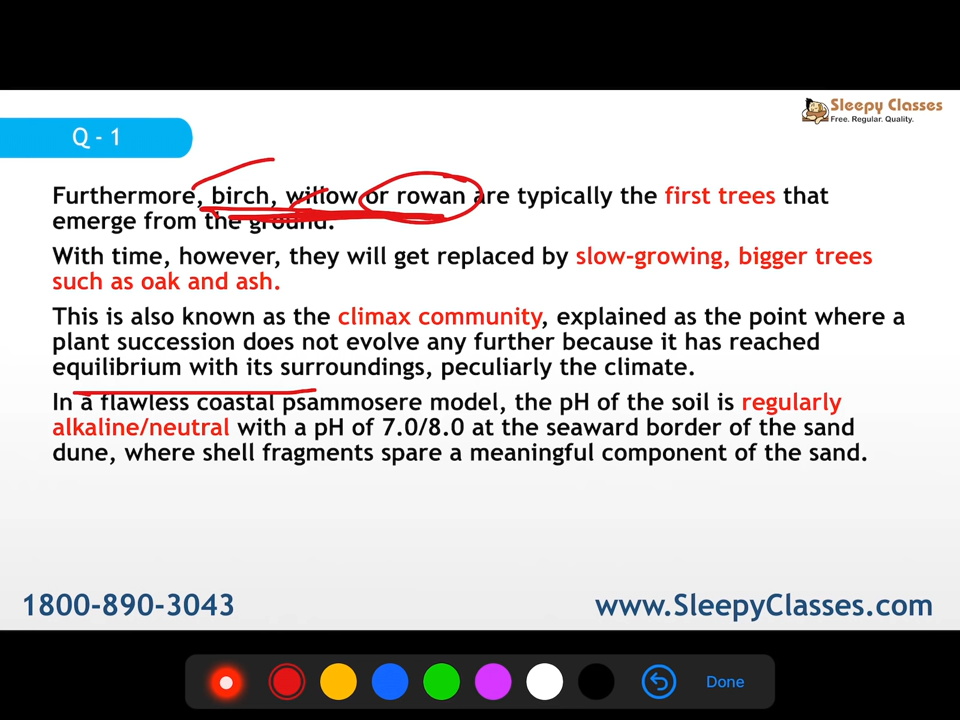 Sleepy Classes
Free. Regular. Quality.
Q - 1
Furthermore, birch, willow or rowan are typically the first trees that
emerge from the ground.
With time, however, they will get replaced by slow-growing, bigger trees
such as oak and ash.
This is also known as the climax community, explained as the point where a
plant succession does not evolve any further because it has reached
equilibrium with its surroundings, peculiarly the climate.
In a flawless coastal psammosere model, the pH of the soil is regularly
alkaline/neutral with a pH of 7.0/8.0 at the seaward border of the sand
dune, where shell fragments spare a meaningful component of the sand.
1800-890-3043
www.SleepyClasses.com
Done